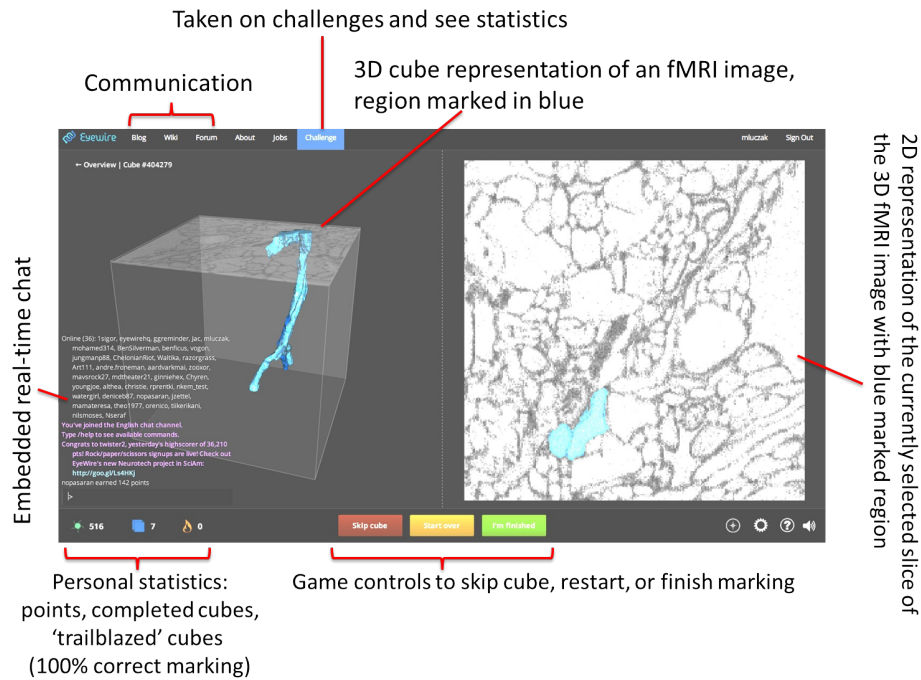 Taken on challenges and see statistics
3D cube representation of an fMRI image,
region marked in blue
Communication
Eyewire Blog Wiki Forum About Jobs Challenge mluczak Sign Out
← Overview | Cube #404279
Online (36): 1sigor, eyewirehq, ggreminder, Jac, mluczak,
mohamed314, BenSilverman, benficus, vogon,
jungmanp88, ChelonianRiot, Waltika, razorgrass,
Art111, andre.froneman, aardvarkmai, zooxor,
mavsrock27, mdtheater21, ginniehex, Chyren,
youngjoe, althea, christie, rprentki, nkem_test,
watergirl, deniceb87, nopasaran, jzettel,
mamateresa, theo1977, orenico, tiikerikani,
nilsmoses, Nseraf
You've joined the English chat channel.
Type /help to see available commands.
Congrats to twister2, yesterday's highscorer of 36,210
pts! Rock/paper/scissors signups are live! Check out
EyeWire's new Neurotech project in SciAm:
http://goo.gl/Ls4HKj
nopasaran earned 142 points
|>
516 7 0
Skip cube Start over I'm finished
Embedded real-time chat
2D representation of the currently selected slice of
the 3D fMRI image with blue marked region
Personal statistics:
points, completed cubes,
‘trailblazed’ cubes
(100% correct marking)
Game controls to skip cube, restart, or finish marking